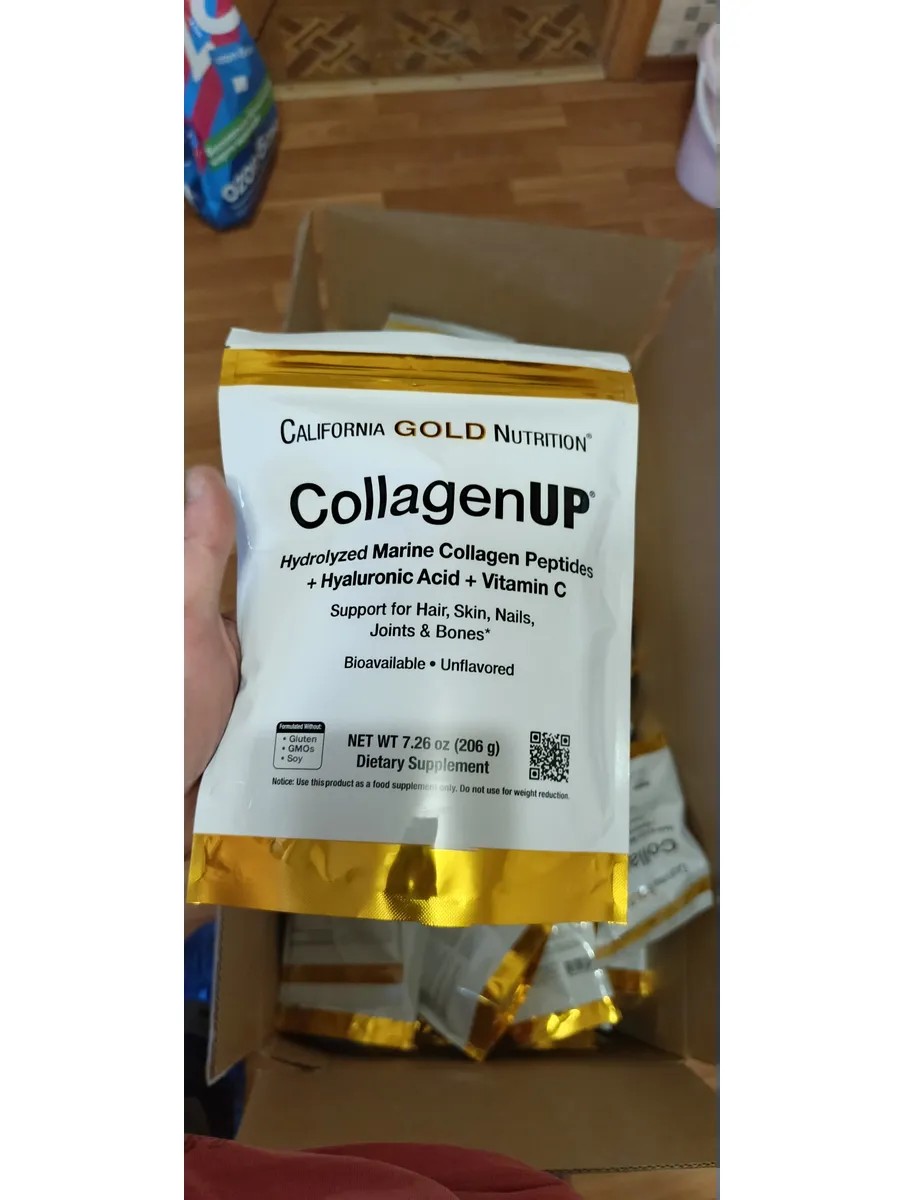 CALIFORNIA GOLD NUTRITION®
CollagenUP®
Hydrolyzed Marine Collagen Peptides
+ Hyaluronic Acid + Vitamin C
Support for Hair, Skin, Nails,
Joints & Bones*
Bioavailable • Unflavored
Formulated Without:
• Gluten
• GMOs
• Soy
NET WT 7.26 oz (206 g)
Dietary Supplement
Notice: Use this product as a food supplement only. Do not use for weight reduction.